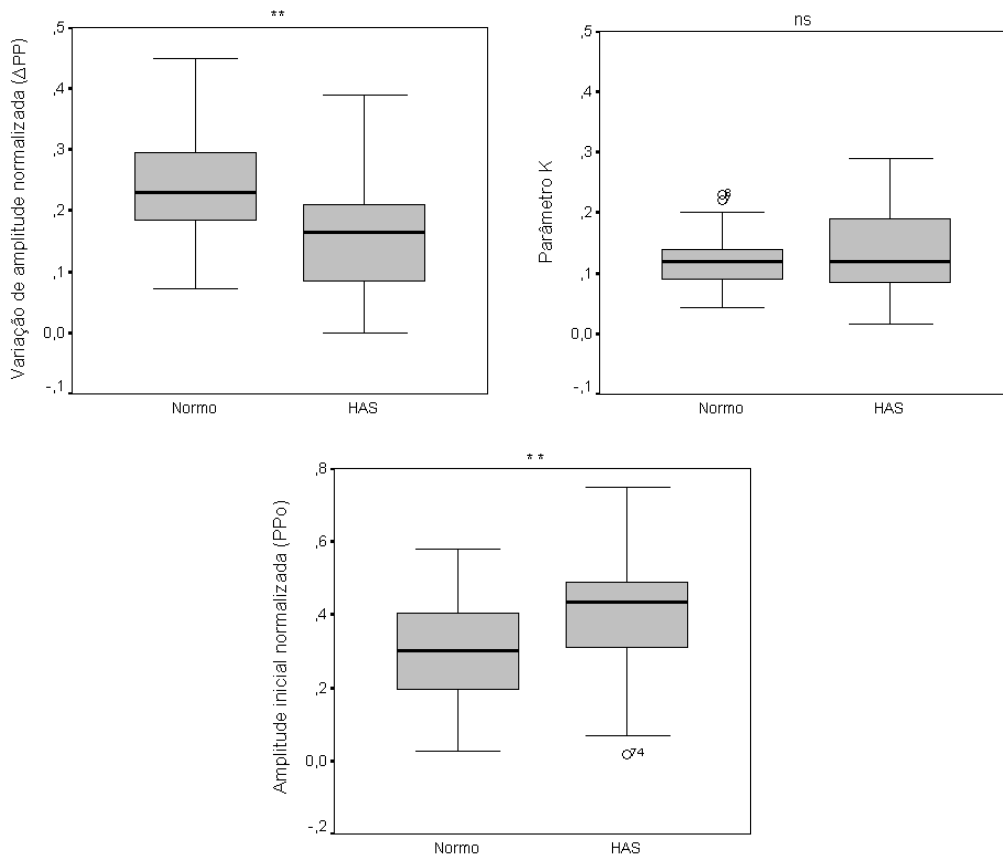 **
Variação de amplitude normalizada (ΔPP)
,5
,4
,3
,2
,1
0,0
-,1
Normo
HAS
ns
Parâmetro K
,5
,4
,3
,2
,1
0,0
-,1
8
Normo
HAS
**
Amplitude inicial normalizada (PPo)
,8
,6
,4
,2
0,0
-,2
74
Normo
HAS